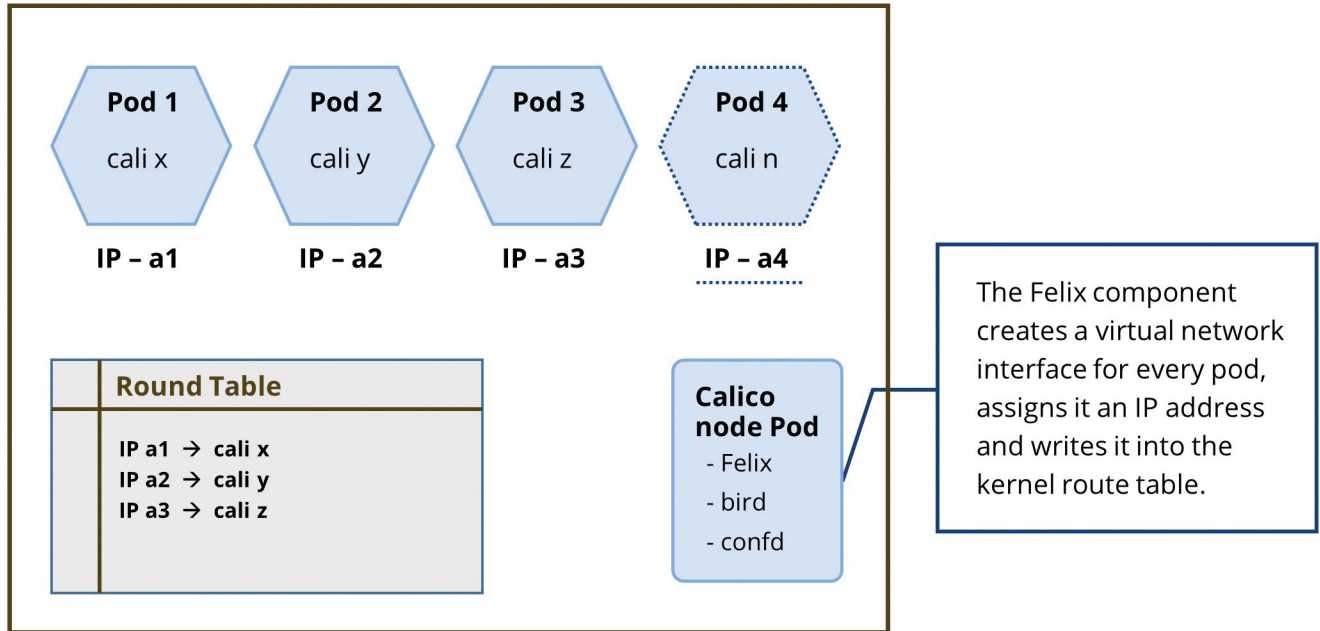 Pod 1
cali x
IP – a1
Pod 2
cali y
IP – a2
Pod 3
cali z
IP – a3
Pod 4
cali n
IP – a4
Round Table
IP a1 → cali x
IP a2 → cali y
IP a3 → cali z
Calico
node Pod
- Felix
- bird
- confd
The Felix component
creates a virtual network
interface for every pod,
assigns it an IP address
and writes it into the
kernel route table.